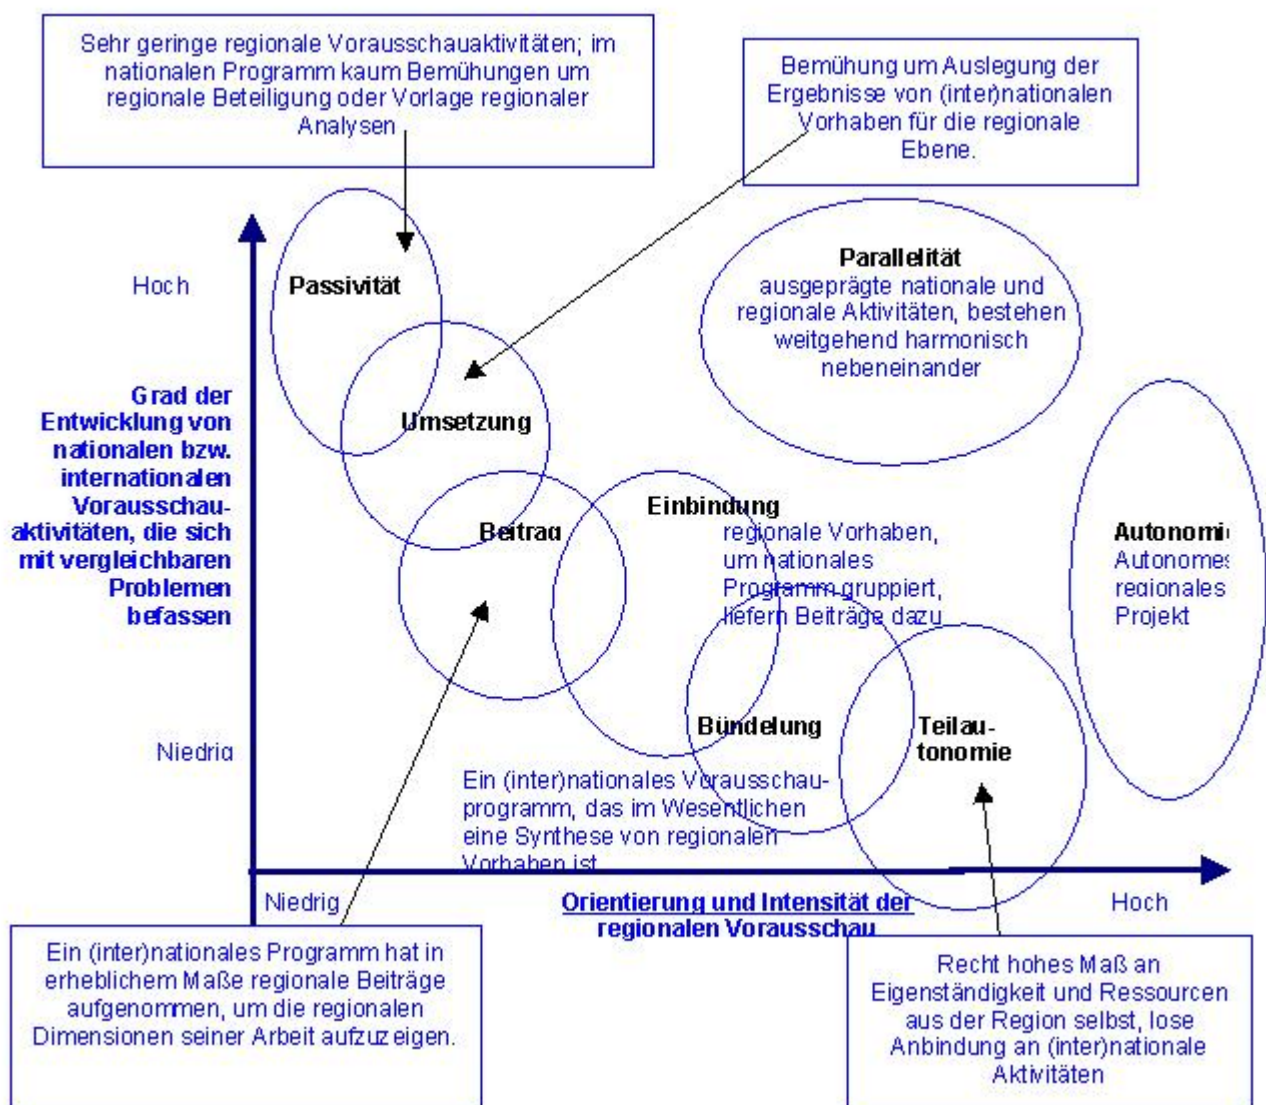 Sehr geringe regionale Vorausschauaktivitäten; im
nationalen Programm kaum Bemühungen um
regionale Beteiligung oder Vorlage regionaler
Analysen
Bemühung um Auslegung der
Ergebnisse von (inter)nationalen
Vorhaben für die regionale
Ebene.
Hoch
Passivität
Parallelität
ausgeprägte nationale und
regionale Aktivitäten, bestehen
weitgehend harmonisch
nebeneinander
Grad der
Entwicklung von
nationalen bzw.
internationalen
Vorausschau-
aktivitäten, die sich
mit vergleichbaren
Problemen
befassen
Umsetzung
Beitrag
Einbindung
regionale Vorhaben,
um nationales
Programm gruppiert,
liefern Beiträge dazu
Autonomie
Autonomes
regionales
Projekt
Niedrig
Bündelung
Teilau-
tonomie
Ein (inter)nationales Vorausschau-
programm, das im Wesentlichen
eine Synthese von regionalen
Vorhaben ist
Niedrig
Orientierung und Intensität der
regionalen Vorausschau
Hoch
Ein (inter)nationales Programm hat in
erheblichem Maße regionale Beiträge
aufgenommen, um die regionalen
Dimensionen seiner Arbeit aufzuzeigen.
Recht hohes Maß an
Eigenständigkeit und Ressourcen
aus der Region selbst, lose
Anbindung an (inter)nationale
Aktivitäten